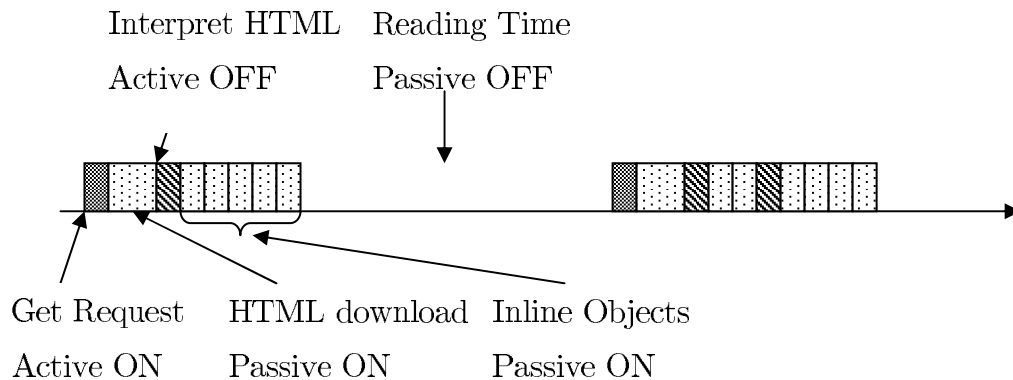 Interpret HTML
Active OFF
Reading Time
Passive OFF
Get Request
Active ON
HTML download
Passive ON
Inline Objects
Passive ON